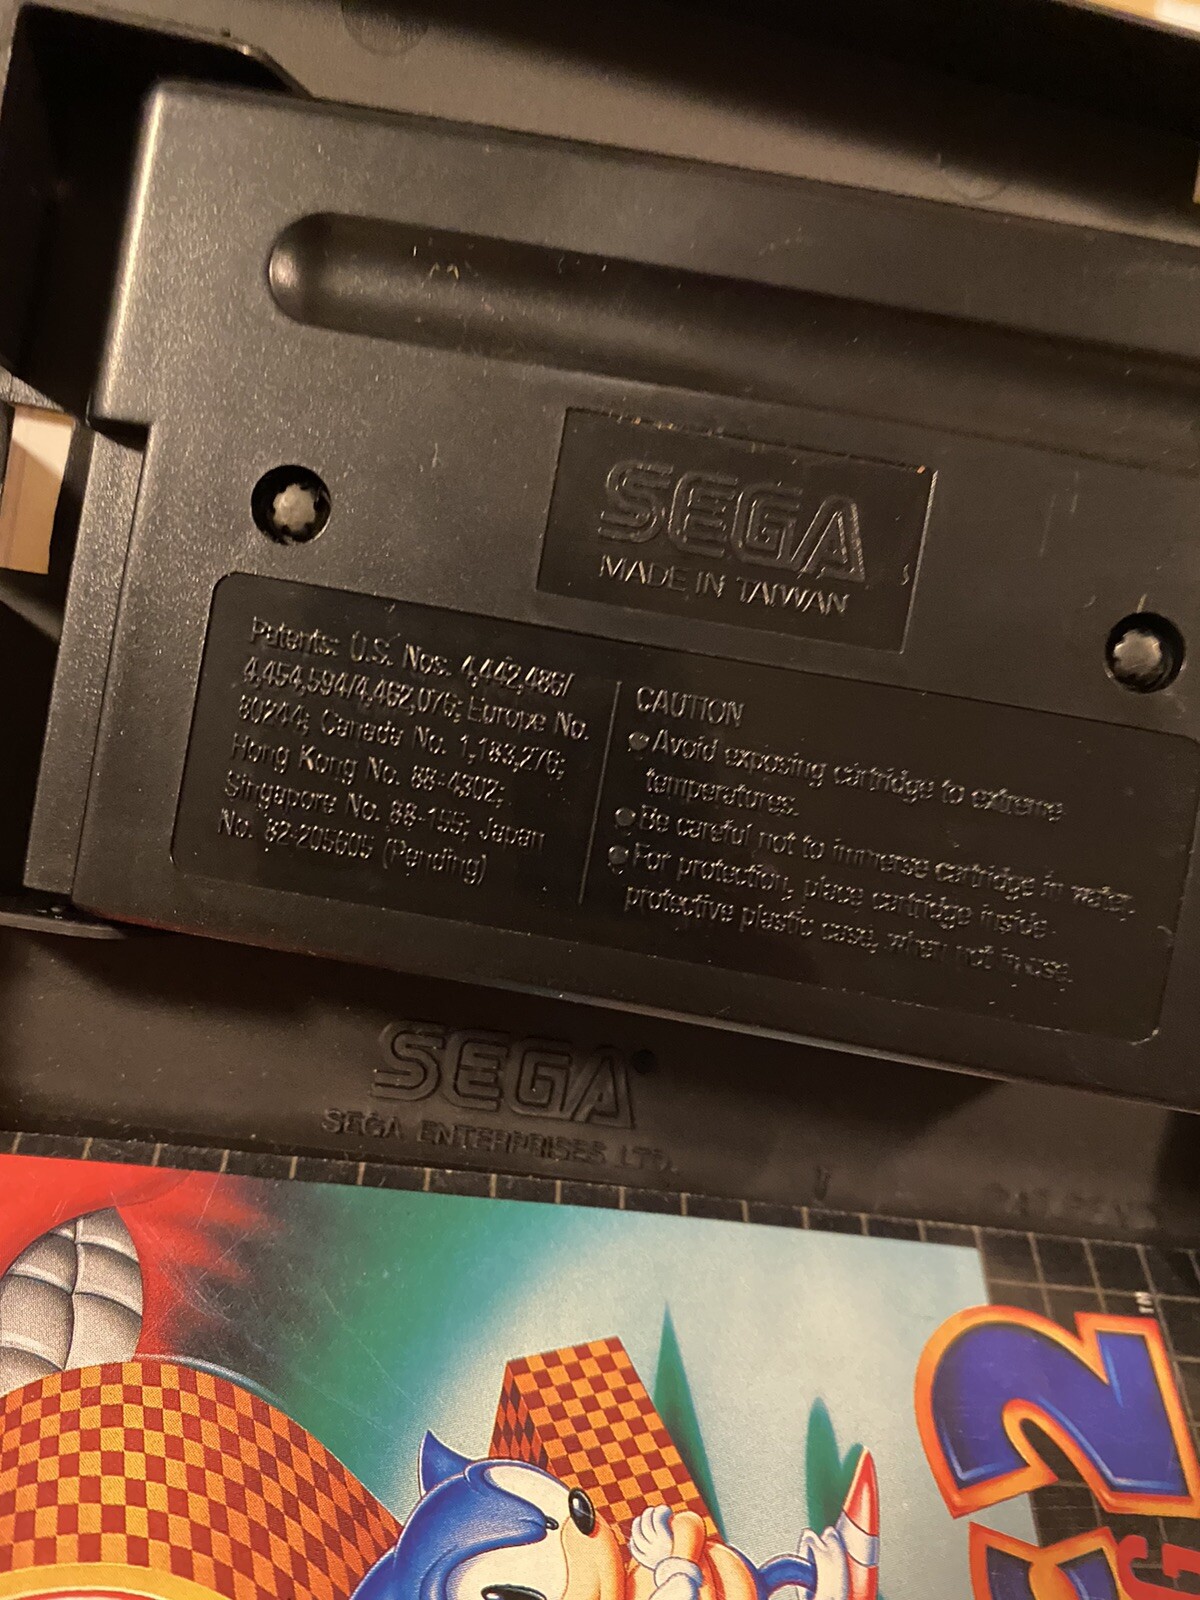 SEGA
MADE IN TAIWAN
Patents: U.S. Nos. 4,442,486/
4,454,594/4,462,076; Europe No.
80244; Canada No. 1,183,276;
Hong Kong No. 88-4302;
Singapore No. 88-155; Japan
No. 82-205605 (Pending)
CAUTION
●Avoid exposing cartridge to extreme
temperatures.
●Be careful not to immerse cartridge in water.
●For protection, place cartridge inside
protective plastic case, when not in use.
SEGA®
SEGA ENTERPRISES LTD.
2
TM